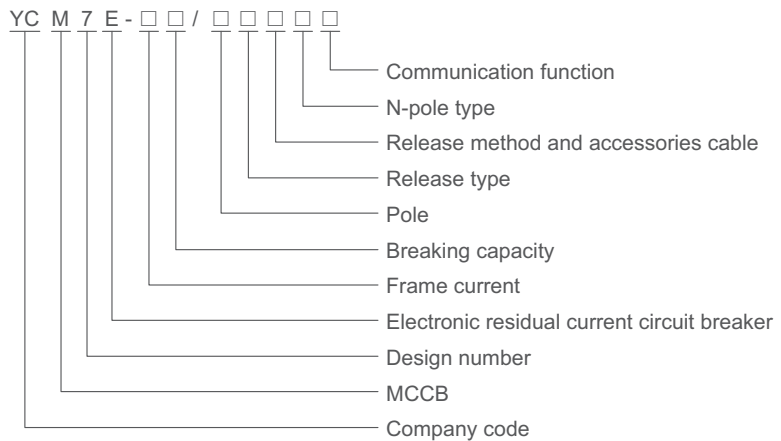 YC M 7 E - □ □ / □ □ □ □ □
Communication function
N-pole type
Release method and accessories cable
Release type
Pole
Breaking capacity
Frame current
Electronic residual current circuit breaker
Design number
MCCB
Company code